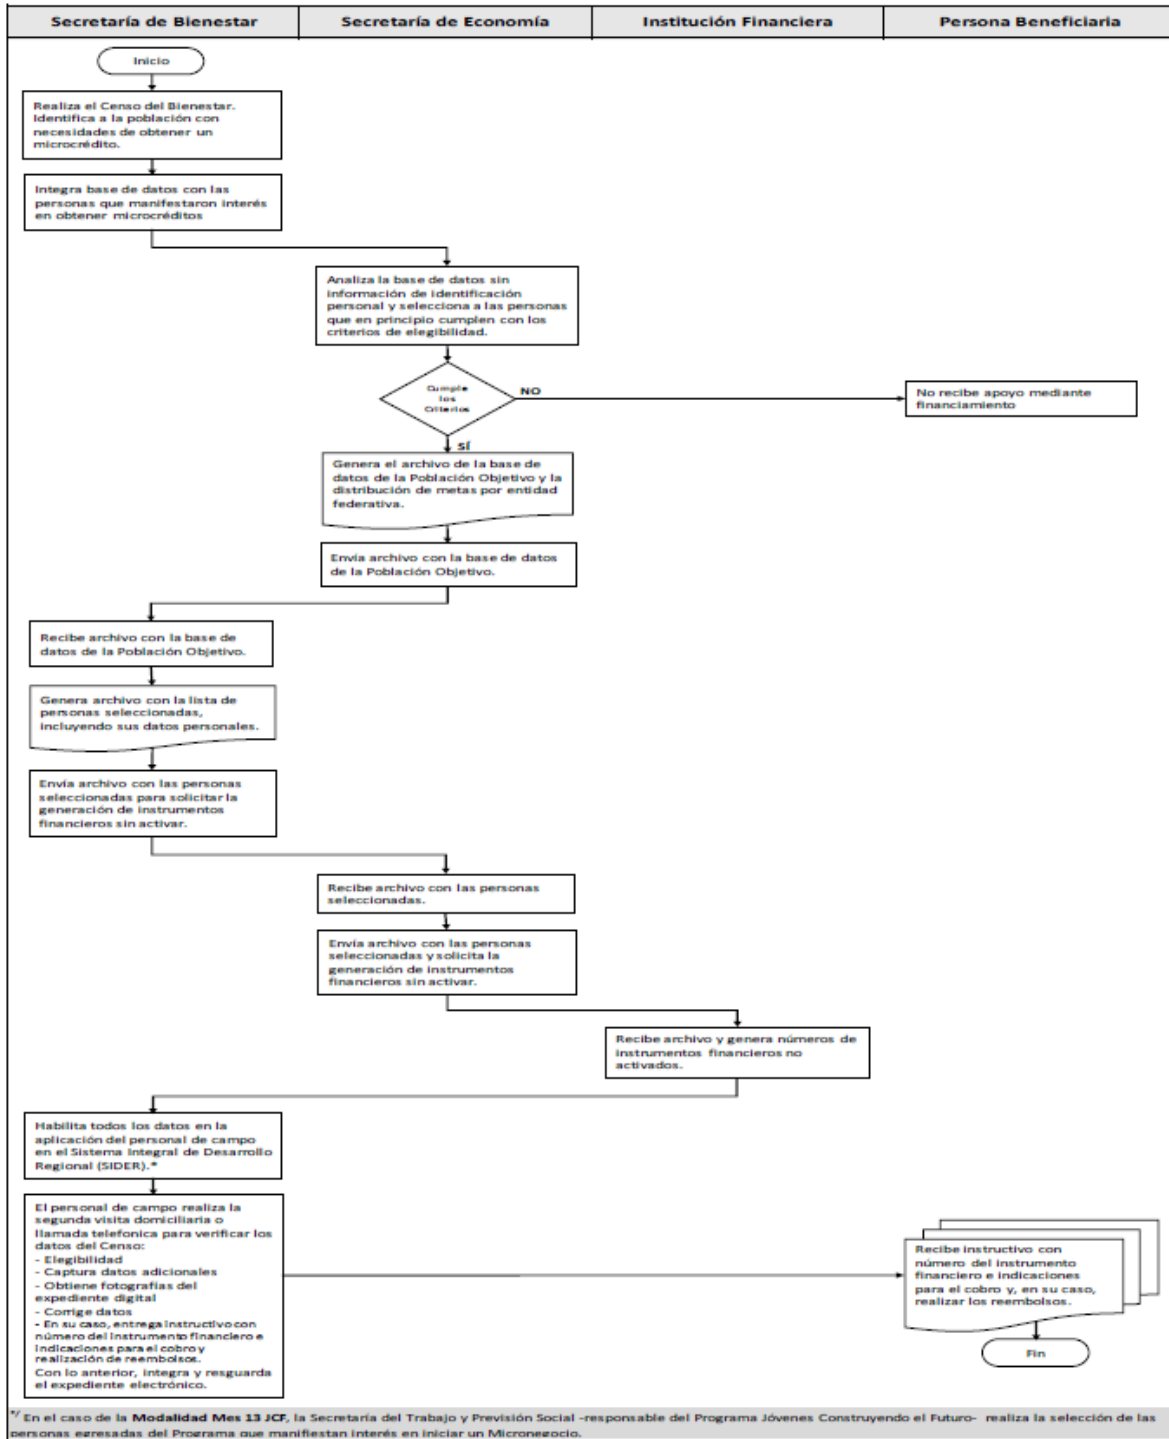 Secretaría de Bienestar
Secretaría de Economía
Institución Financiera
Persona Beneficiaria
Inicio
Realiza el Censo del Bienestar.
Identifica a la población con
necesidades de obtener un
microcrédito.
Integra base de datos con las
personas que manifestaron interés
en obtener microcréditos
Analiza la base de datos sin
información de identificación
personal y selecciona a las personas
que en principio cumplen con los
criterios de elegibilidad.
Cumple
los
Criterios
NO
No recibe apoyo mediante
financiamiento
SÍ
Genera el archivo de la base de
datos de la Población Objetivo y la
distribución de metas por entidad
federativa.
Envía archivo con la base de datos
de la Población Objetivo.
Recibe archivo con la base de
datos de la Población Objetivo.
Genera archivo con la lista de
personas seleccionadas,
incluyendo sus datos personales.
Envía archivo con las personas
seleccionadas para solicitar la
generación de instrumentos
financieros sin activar.
Recibe archivo con las personas
seleccionadas.
Envía archivo con las personas
seleccionadas y solicita la
generación de instrumentos
financieros sin activar.
Recibe archivo y genera números de
instrumentos financieros no
activados.
Habilita todos los datos en la
aplicación del personal de campo
en el Sistema Integral de Desarrollo
Regional (SIDER).*
El personal de campo realiza la
segunda visita domiciliaria o
llamada telefonica para verificar los
datos del Censo:
- Elegibilidad
- Captura datos adicionales
- Obtiene fotografías del
expediente digital
- Corrige datos
- En su caso, entrega instructivo con
número del instrumento financiero e
indicaciones para el cobro y
realización de reembolsos.
Con lo anterior, integra y resguarda
el expediente electrónico.
Recibe instructivo con
número del instrumento
financiero e indicaciones
para el cobro y, en su caso,
realizar los reembolsos.
Fin
*/ En el caso de la Modalidad Mes 13 JCF, la Secretaría del Trabajo y Previsión Social -responsable del Programa Jóvenes Construyendo el Futuro- realiza la selección de las
personas egresadas del Programa que manifiestan interés en iniciar un Micronegocio.